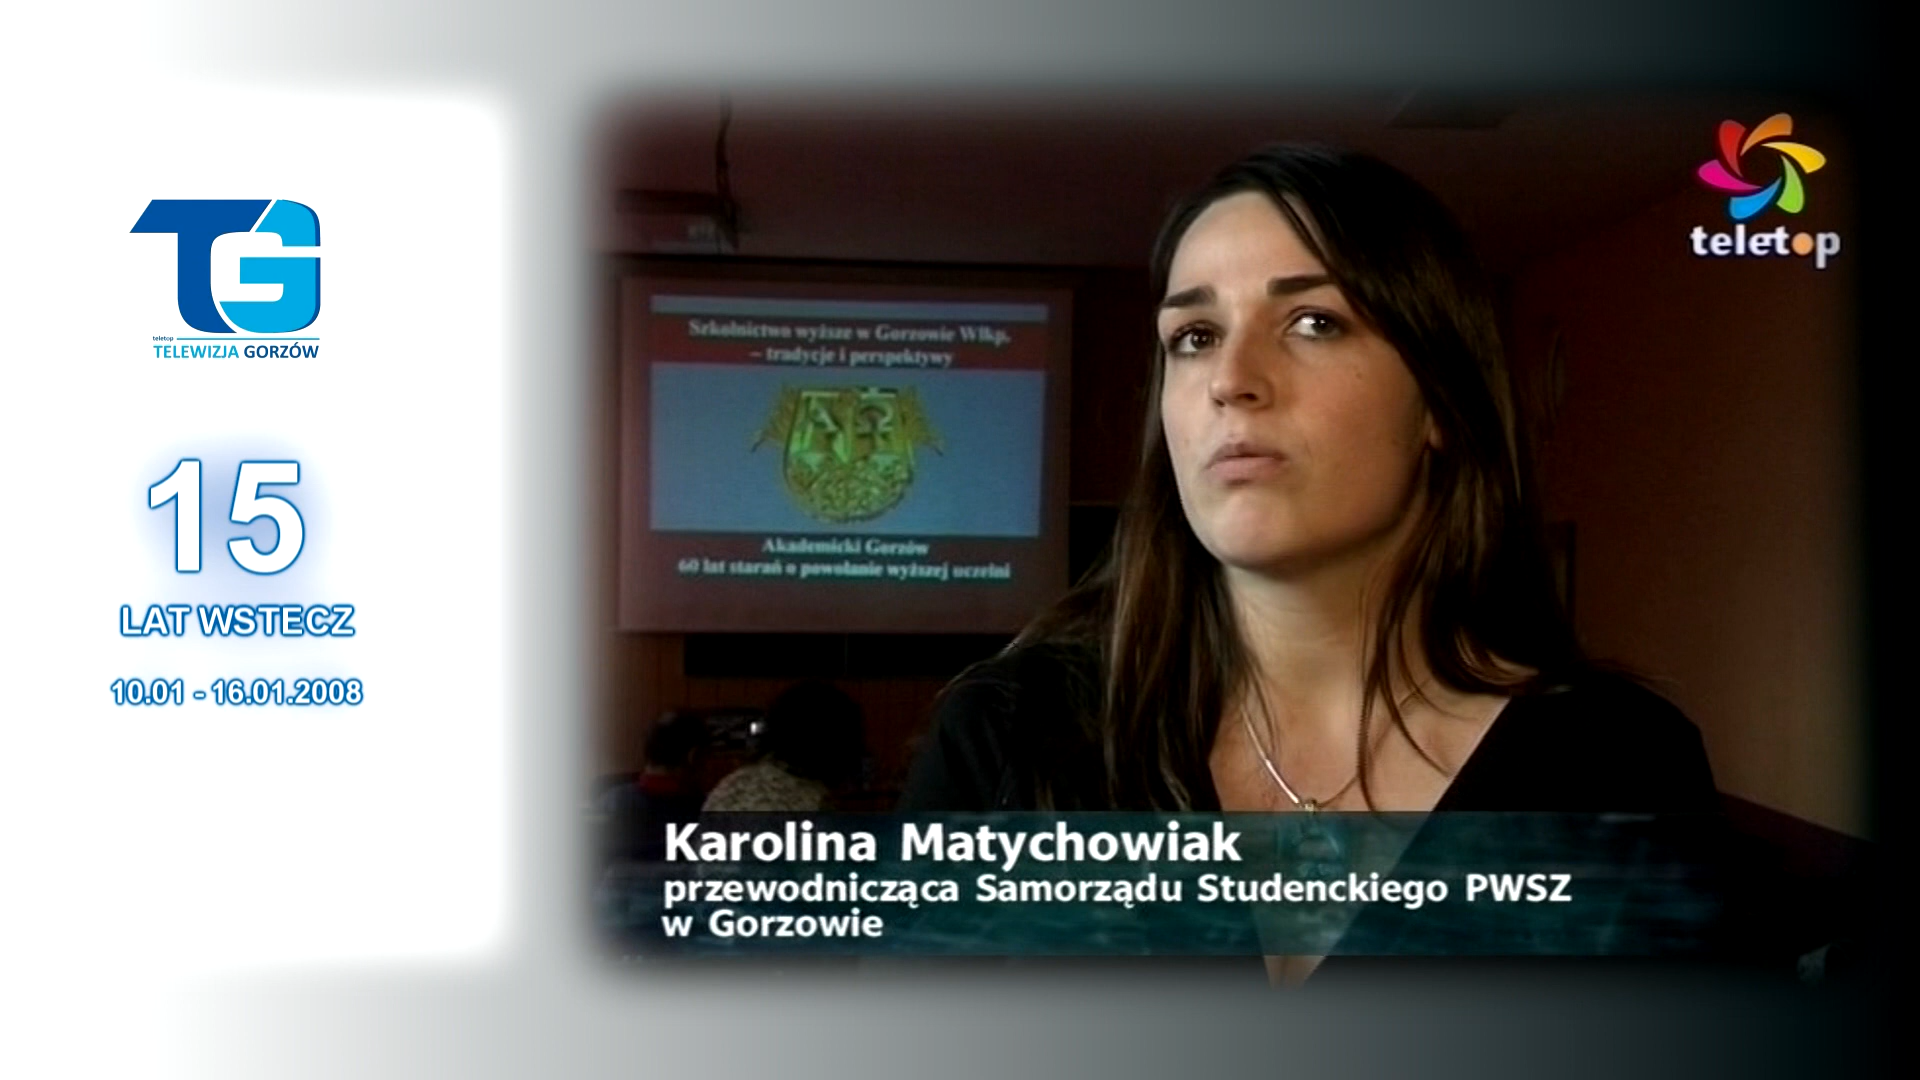 TG
teletop
TELEWIZJA GORZÓW
15
LAT WSTECZ
10.01 - 16.01.2008
teletop
Szkolnictwo wyższe w Gorzowie Wlkp.
– tradycje i perspektywy
Akademicki Gorzów
60 lat starań o powołanie wyższej uczelni
Karolina Matychowiak
przewodnicząca Samorządu Studenckiego PWSZ
w Gorzowie